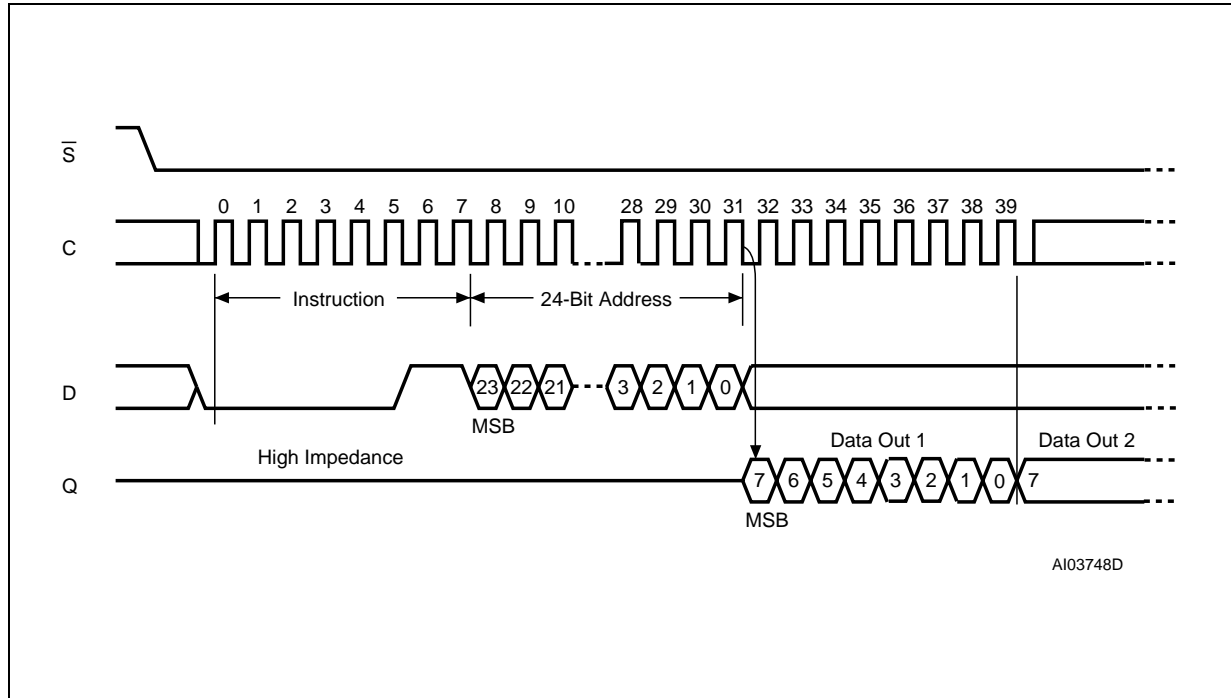 S̅
0 1 2 3 4 5 6 7 8 9 10 28 29 30 31 32 33 34 35 36 37 38 39
C
Instruction 24-Bit Address
D
23 22 21 3 2 1 0
MSB
High Impedance Data Out 1 Data Out 2
Q
7 6 5 4 3 2 1 0 7
MSB
AI03748D